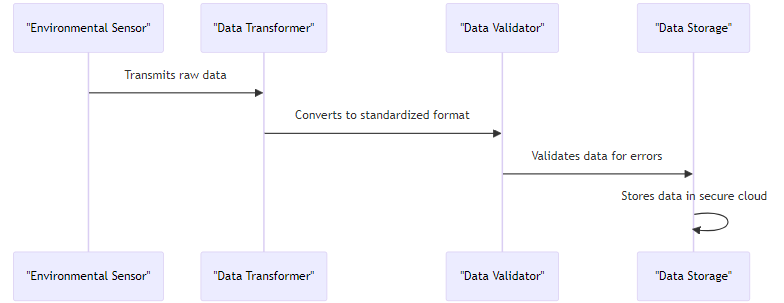 "Environmental Sensor" "Data Transformer" "Data Validator" "Data Storage"
Transmits raw data
Converts to standardized format
Validates data for errors
Stores data in secure cloud
"Environmental Sensor" "Data Transformer" "Data Validator" "Data Storage"